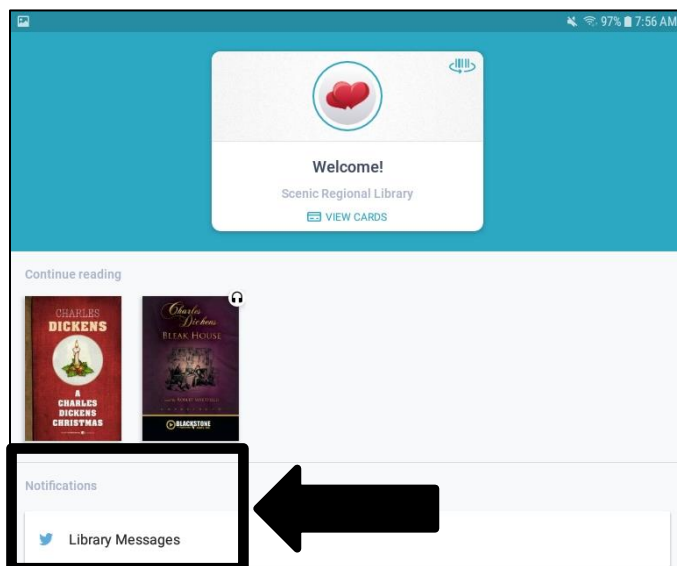 97% 7:56 AM
Welcome!
Scenic Regional Library
VIEW CARDS
Continue reading
CHARLES
DICKENS
A
CHARLES
DICKENS
CHRISTMAS
Charles
Dickens
BLEAK HOUSE
BLACKSTONE
Notifications
Library Messages